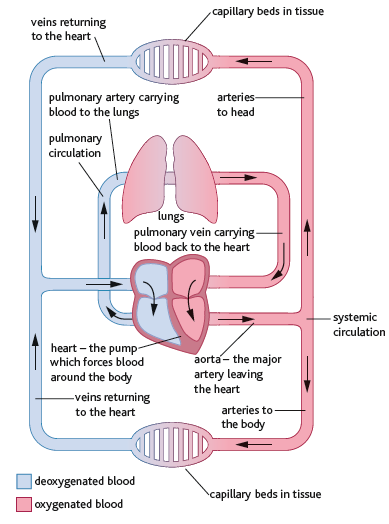 capillary beds in tissue
veins returning
to the heart
pulmonary artery carrying
blood to the lungs
arteries
to head
pulmonary
circulation
lungs
pulmonary vein carrying
blood back to the heart
systemic
circulation
heart – the pump
which forces blood
around the body
aorta – the major
artery leaving
the heart
veins returning
to the heart
arteries to
the body
deoxygenated blood
oxygenated blood
capillary beds in tissue